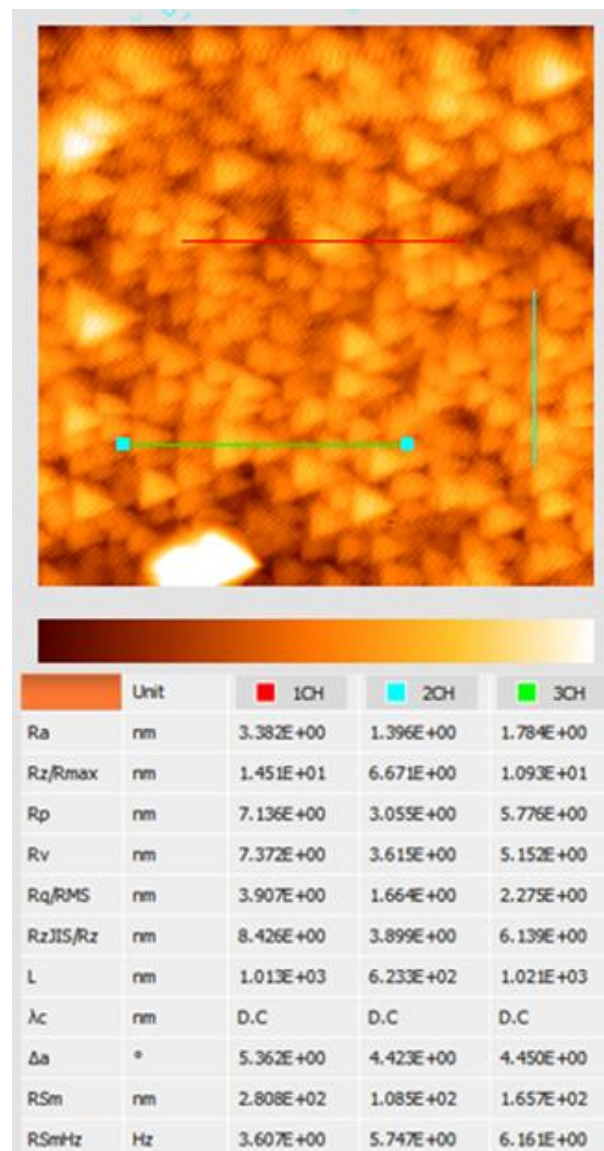 Unit 1CH 2CH 3CH
Ra nm 3.382E+00 1.396E+00 1.784E+00
Rz/Rmax nm 1.451E+01 6.671E+00 1.093E+01
Rp nm 7.136E+00 3.055E+00 5.776E+00
Rv nm 7.372E+00 3.615E+00 5.152E+00
Rq/RMS nm 3.907E+00 1.664E+00 2.275E+00
RzJIS/Rz nm 8.426E+00 3.899E+00 6.139E+00
L nm 1.013E+03 6.233E+02 1.021E+03
λc nm D.C D.C D.C
Δa ° 5.362E+00 4.423E+00 4.450E+00
RSm nm 2.808E+02 1.085E+02 1.657E+02
RSmHz Hz 3.607E+00 5.747E+00 6.161E+00